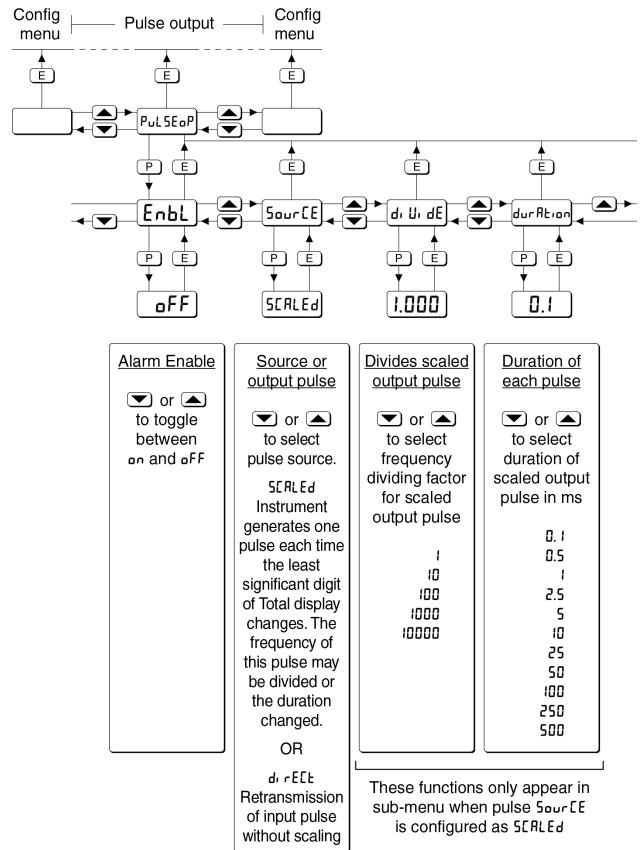 Config
menu
Pulse output
Config
menu
E E E
PuLSEoP
P E E E E
EnbL SourCE diVidE durAtion
P E P E P E P E
oFF SCALEd 1.000 0.1
Alarm Enable
or
to toggle
between
on and oFF
Source or
output pulse
or
to select
pulse source.
SCALEd
Instrument
generates one
pulse each time
the least
significant digit
of Total display
changes. The
frequency of
this pulse may
be divided or
the duration
changed.
OR
dirECt
Retransmission
of input pulse
without scaling
Divides scaled
output pulse
or
to select
frequency
dividing factor
for scaled
output pulse
1
10
100
1000
10000
Duration of
each pulse
or
to select
duration of
scaled output
pulse in ms
0.1
0.5
1
2.5
5
10
25
50
100
250
500
These functions only appear in
sub-menu when pulse SourCE
is configured as SCALEd